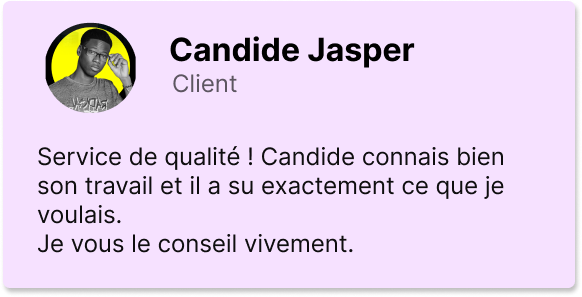 Candide Jasper
Client
Service de qualité ! Candide connais bien
son travail et il a su exactement ce que je
voulais.
Je vous le conseil vivement.